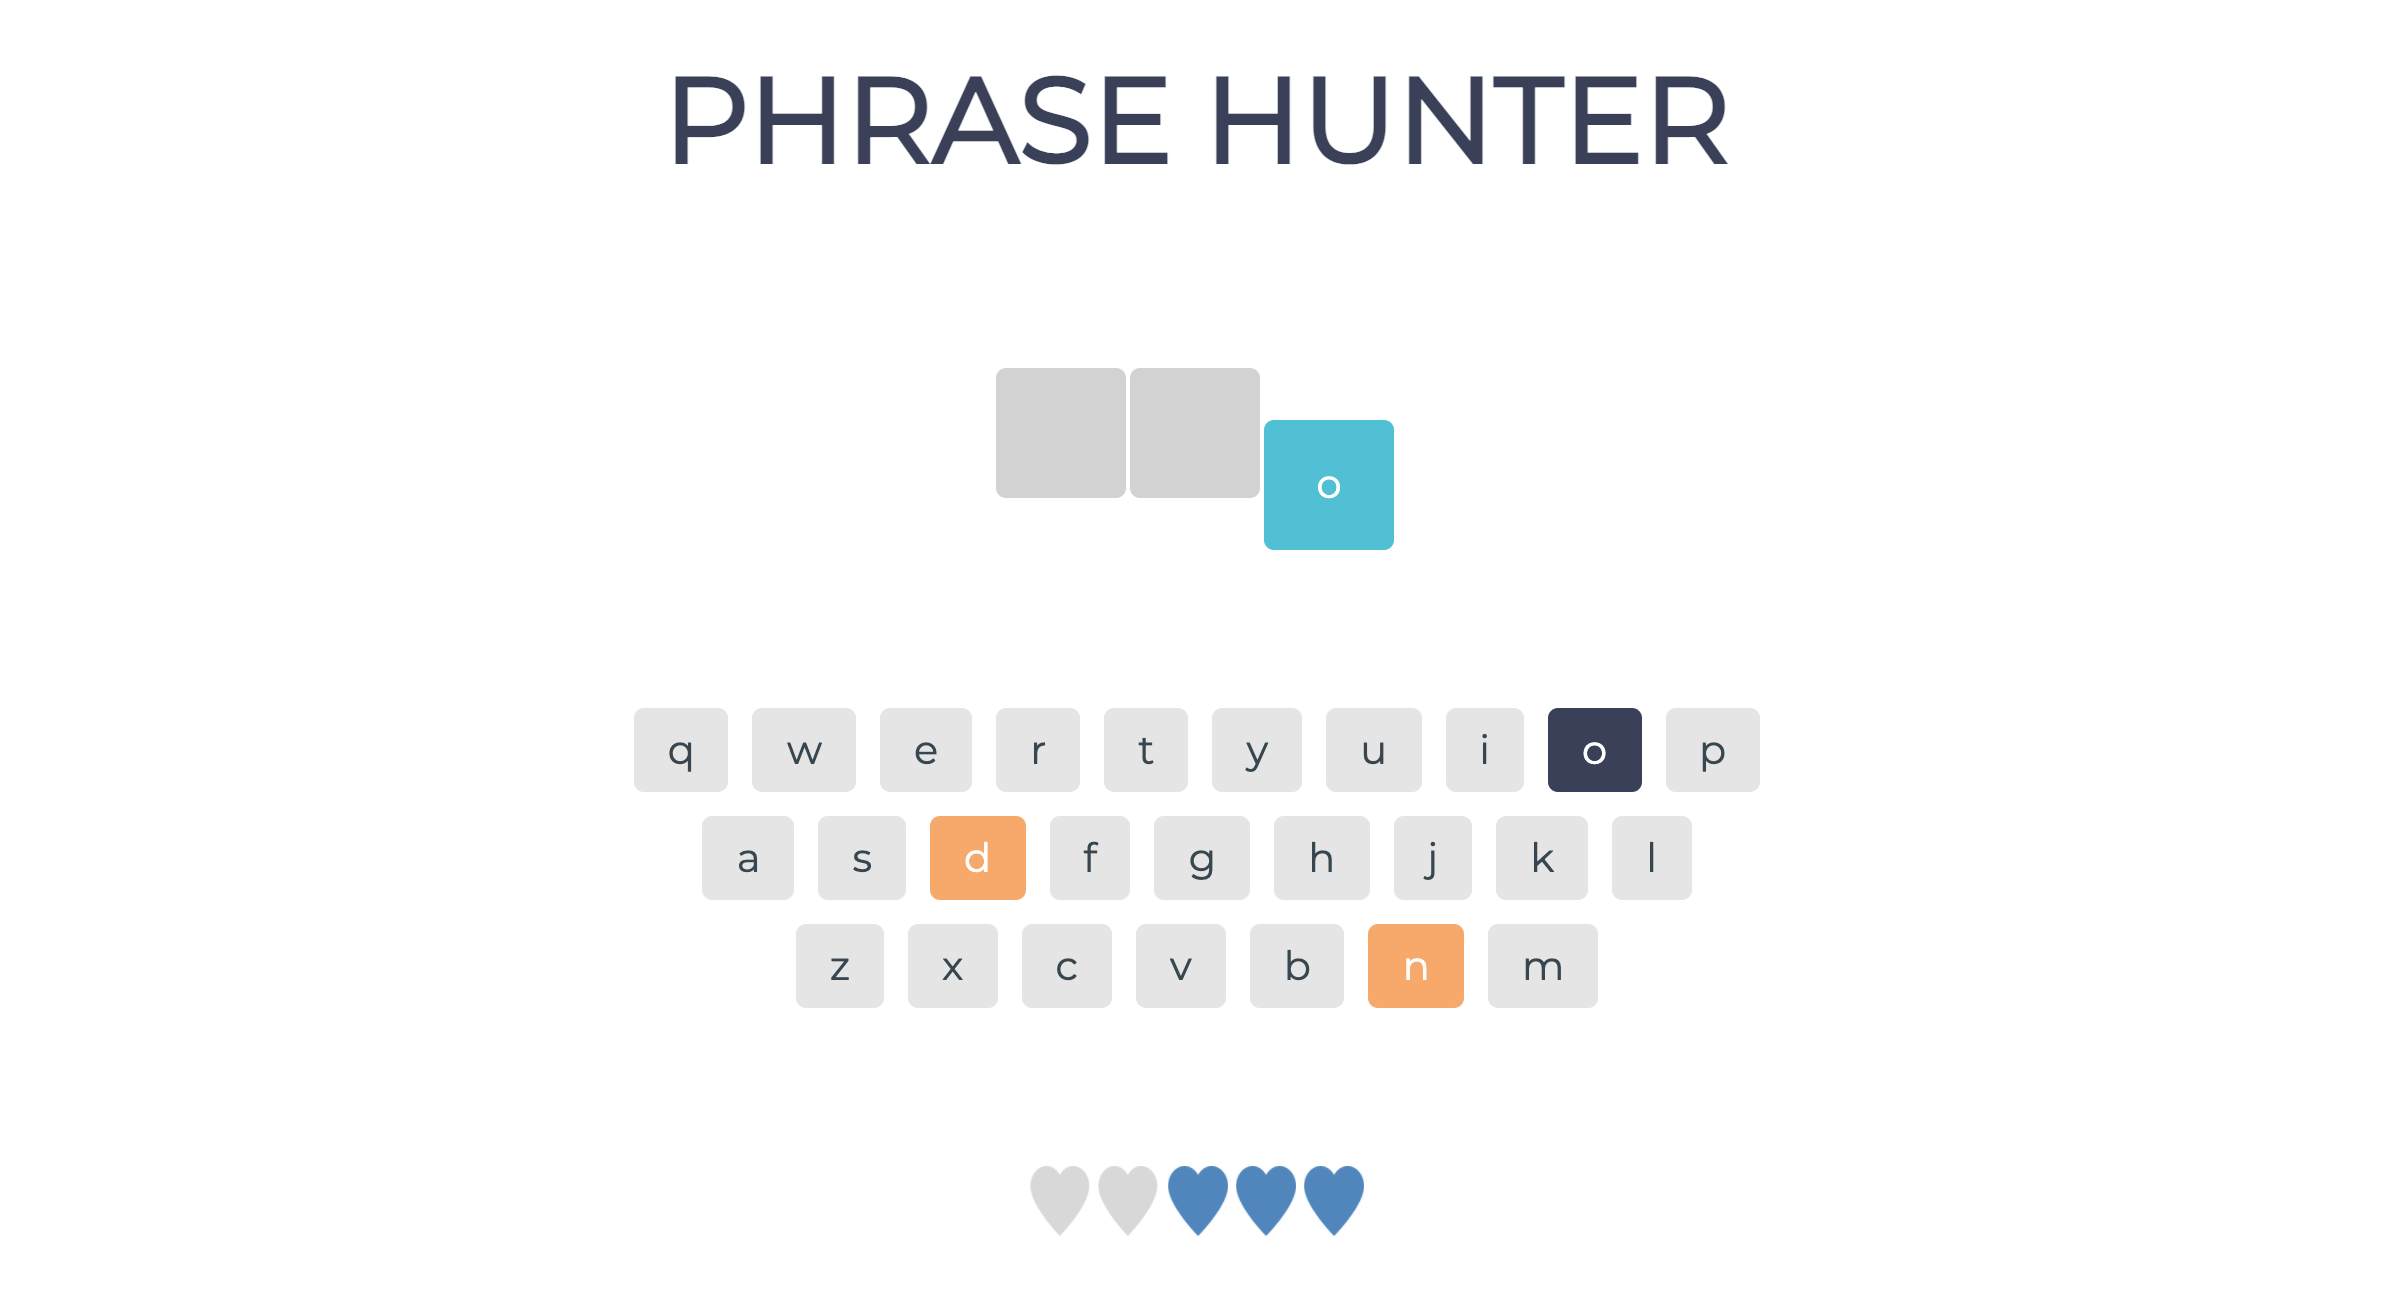 PHRASE HUNTER
o
q w e r t y u i o p
a s d f g h j k l
z x c v b n m